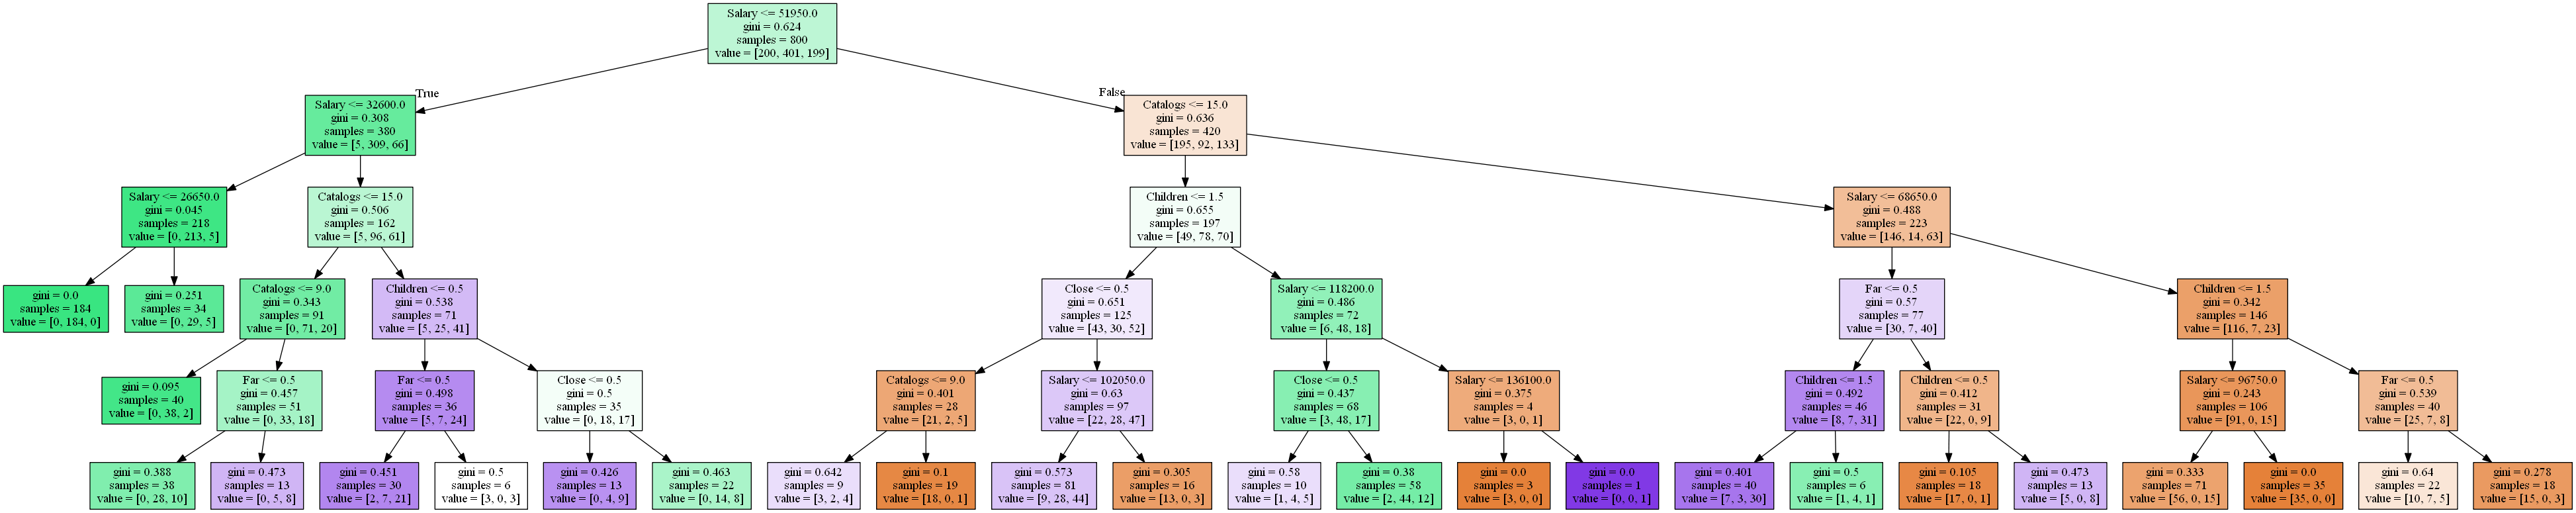 Salary <= 51950.0
gini = 0.624
samples = 800
value = [200, 401, 199]
True
False
Salary <= 32600.0
gini = 0.308
samples = 380
value = [5, 309, 66]
Catalogs <= 15.0
gini = 0.636
samples = 420
value = [195, 92, 133]
Salary <= 26650.0
gini = 0.045
samples = 218
value = [0, 213, 5]
Catalogs <= 15.0
gini = 0.506
samples = 162
value = [5, 96, 61]
Children <= 1.5
gini = 0.655
samples = 197
value = [49, 78, 70]
Salary <= 68650.0
gini = 0.488
samples = 223
value = [146, 14, 63]
gini = 0.0
samples = 184
value = [0, 184, 0]
gini = 0.251
samples = 34
value = [0, 29, 5]
Catalogs <= 9.0
gini = 0.343
samples = 91
value = [0, 71, 20]
Children <= 0.5
gini = 0.538
samples = 71
value = [5, 25, 41]
Close <= 0.5
gini = 0.651
samples = 125
value = [43, 30, 52]
Salary <= 118200.0
gini = 0.486
samples = 72
value = [6, 48, 18]
Far <= 0.5
gini = 0.57
samples = 77
value = [30, 7, 40]
Children <= 1.5
gini = 0.342
samples = 146
value = [116, 7, 23]
gini = 0.095
samples = 40
value = [0, 38, 2]
Far <= 0.5
gini = 0.457
samples = 51
value = [0, 33, 18]
Far <= 0.5
gini = 0.498
samples = 36
value = [5, 7, 24]
Close <= 0.5
gini = 0.5
samples = 35
value = [0, 18, 17]
Catalogs <= 9.0
gini = 0.401
samples = 28
value = [21, 2, 5]
Salary <= 102050.0
gini = 0.63
samples = 97
value = [22, 28, 47]
Close <= 0.5
gini = 0.437
samples = 68
value = [3, 48, 17]
Salary <= 136100.0
gini = 0.375
samples = 4
value = [3, 0, 1]
Children <= 1.5
gini = 0.492
samples = 46
value = [8, 7, 31]
Children <= 0.5
gini = 0.412
samples = 31
value = [22, 0, 9]
Salary <= 96750.0
gini = 0.243
samples = 106
value = [91, 0, 15]
Far <= 0.5
gini = 0.539
samples = 40
value = [25, 7, 8]
gini = 0.388
samples = 38
value = [0, 28, 10]
gini = 0.473
samples = 13
value = [0, 5, 8]
gini = 0.451
samples = 30
value = [2, 7, 21]
gini = 0.5
samples = 6
value = [3, 0, 3]
gini = 0.426
samples = 13
value = [0, 4, 9]
gini = 0.463
samples = 22
value = [0, 14, 8]
gini = 0.642
samples = 9
value = [3, 2, 4]
gini = 0.1
samples = 19
value = [18, 0, 1]
gini = 0.573
samples = 81
value = [9, 28, 44]
gini = 0.305
samples = 16
value = [13, 0, 3]
gini = 0.58
samples = 10
value = [1, 4, 5]
gini = 0.38
samples = 58
value = [2, 44, 12]
gini = 0.0
samples = 3
value = [3, 0, 0]
gini = 0.0
samples = 1
value = [0, 0, 1]
gini = 0.401
samples = 40
value = [7, 3, 30]
gini = 0.5
samples = 6
value = [1, 4, 1]
gini = 0.105
samples = 18
value = [17, 0, 1]
gini = 0.473
samples = 13
value = [5, 0, 8]
gini = 0.333
samples = 71
value = [56, 0, 15]
gini = 0.0
samples = 35
value = [35, 0, 0]
gini = 0.64
samples = 22
value = [10, 7, 5]
gini = 0.278
samples = 18
value = [15, 0, 3]